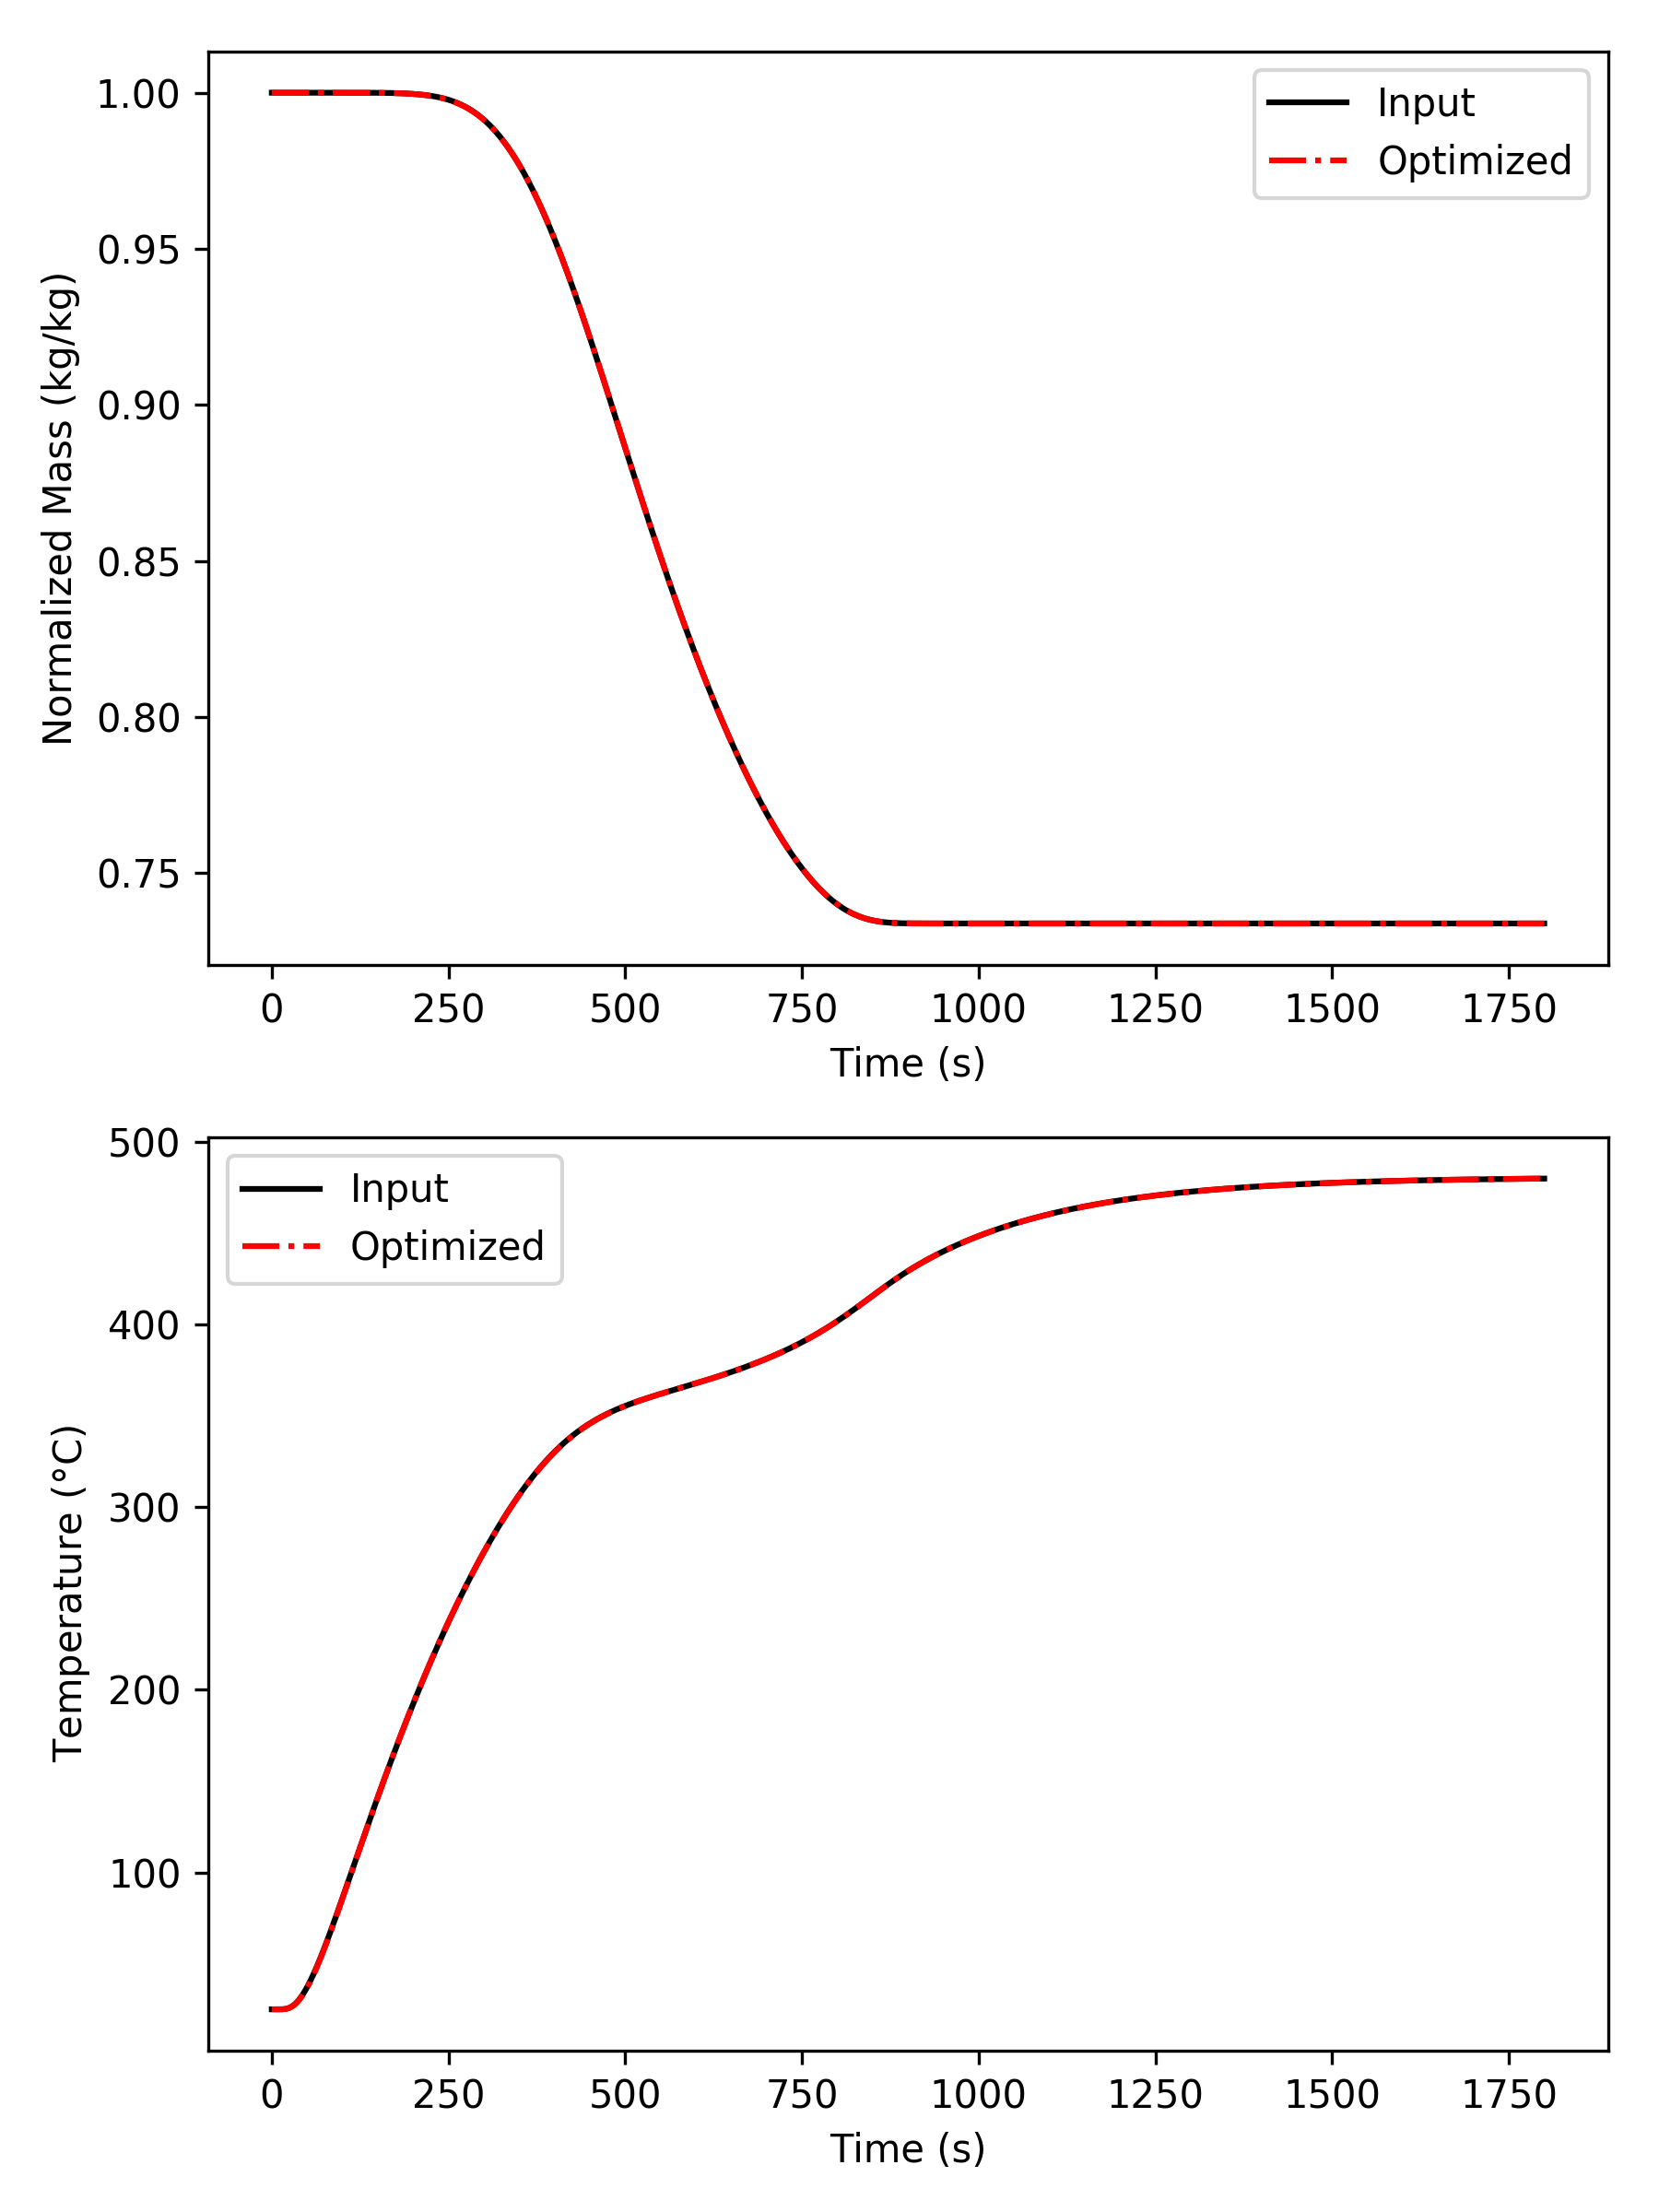 1.00
0.95
0.90
0.85
0.80
0.75
Normalized Mass (kg/kg)
Input
Optimized
0 250 500 750 1000 1250 1500 1750
Time (s)
500
400
300
200
100
Temperature (°C)
Input
Optimized
0 250 500 750 1000 1250 1500 1750
Time (s)